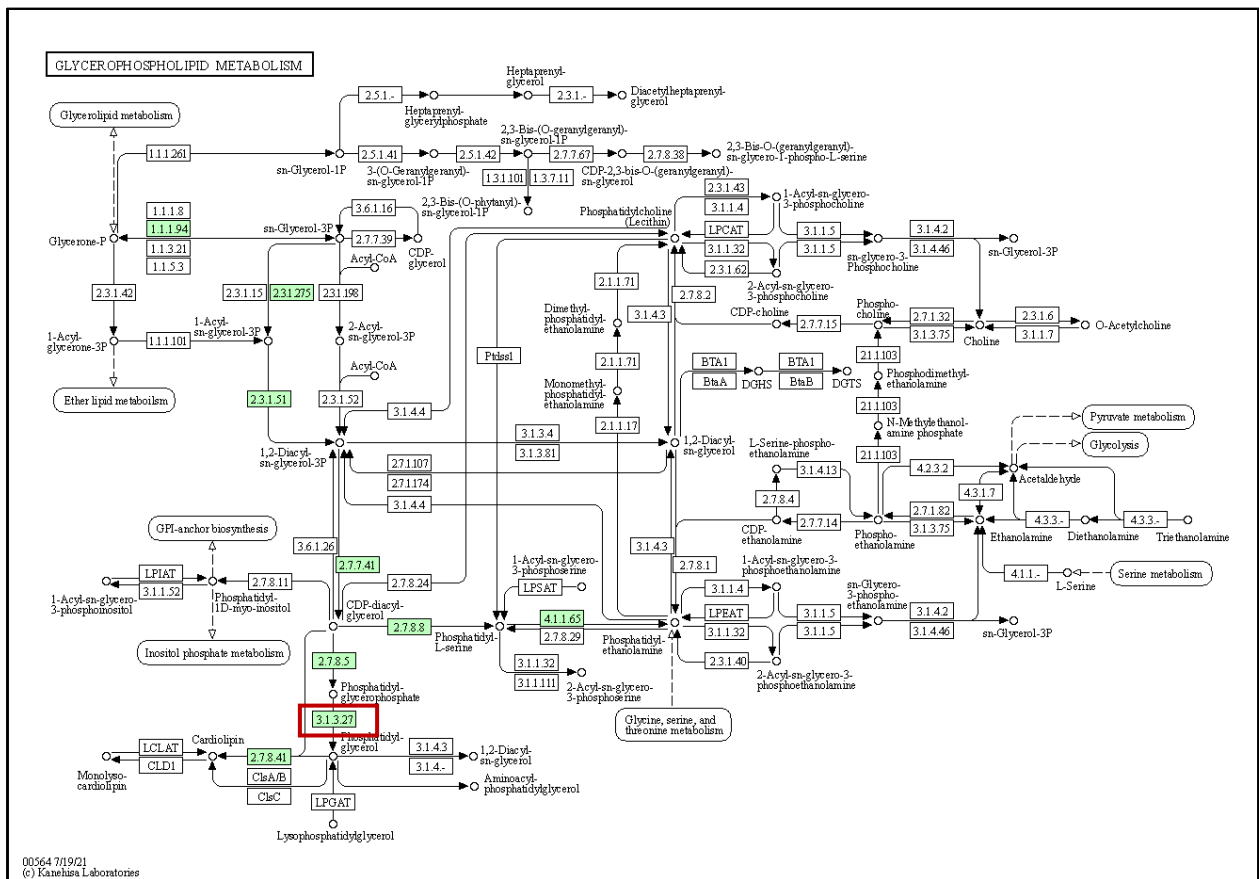 GLYCEROPHOSPHOLIPID METABOLISM
Glycerolipid metabolism
2.5.1.-
Heptaprenyl-
glycerylphosphate
Heptaprenyl-
glycerol
2.3.1.-
Diacetylheptaprenyl-
glycerol
1.1.1.261
sn-Glycerol-1P
2.5.1.41
3-(O-Geranylgeranyl)-
sn-glycerol-1P
2.5.1.42
2,3-Bis-(O-geranylgeranyl)-
sn-glycerol-1P
2.7.7.67
CDP-2,3-bis-O-(geranylgeranyl)-
sn-glycerol
2.7.8.38
2,3-Bis-O-(geranylgeranyl)-
sn-glycero-1-phospho-L-serine
1.3.1.101
1.3.7.11
2,3-Bis-(O-phytanyl)-
sn-glycerol-1P
Glycerone-P
1.1.1.8
1.1.1.94
1.1.3.21
1.1.5.3
sn-Glycerol-3P
3.6.1.16
2.7.7.39
CDP-
glycerol
Acyl-CoA
2.3.1.42
2.3.1.15
2.3.1.275
2.3.1.198
1-Acyl-
glycerone-3P
1.1.1.101
1-Acyl-
sn-glycerol-3P
2-Acyl-
sn-glycerol-3P
Acyl-CoA
Ether lipid metaboilsm
2.3.1.51
2.3.1.52
3.1.4.4
1,2-Diacyl-
sn-glycerol-3P
3.1.3.4
3.1.3.81
2.7.1.107
2.7.1.174
3.1.4.4
1,2-Diacyl-
sn-glycerol
Ptdss1
Phosphatidylcholine
(Lecithin)
2.1.1.71
Dimethyl-
phosphatidyl-
ethanolamine
2.1.1.71
Monomethyl-
phosphatidyl-
ethanolamine
2.1.1.17
3.1.4.3
2.7.8.2
2.3.1.43
3.1.1.4
LPCAT
3.1.1.32
2.3.1.62
1-Acyl-sn-glycero-
3-phosphocholine
2-Acyl-sn-glycero-
3-phosphocholine
3.1.1.5
3.1.1.5
sn-glycero-3-
Phosphocholine
3.1.4.2
3.1.4.46
sn-Glycerol-3P
CDP-choline
2.7.7.15
Phospho-
choline
2.7.1.32
3.1.3.75
Choline
2.3.1.6
3.1.1.7
O-Acetylcholine
BTA1
BtaA
DGHS
BTA1
BtaB
DGTS
2.1.1.103
Phosphodimethyl-
ethanolamine
2.1.1.103
N-Methylethanol-
amine phosphate
2.1.1.103
Pyruvate metabolism
Glycolysis
L-Serine-phospho-
ethanolamine
3.1.4.13
4.2.3.2
Acetaldehyde
2.7.8.4
4.3.1.7
CDP-
ethanolamine
2.7.7.14
Phospho-
ethanolamine
2.7.1.82
3.1.3.75
Ethanolamine
4.3.3.-
Diethanolamine
4.3.3.-
Triethanolamine
4.1.1.-
L-Serine
Serine metabolism
GPI-anchor biosynthesis
3.6.1.26
2.7.7.41
2.7.8.24
3.1.4.3
2.7.8.1
LPIAT
3.1.1.52
1-Acyl-sn-glycero-
3-phosphoinositol
Phosphatidyl-
1D-myo-inositol
2.7.8.11
CDP-diacyl-
glycerol
Inositol phosphate metabolism
2.7.8.8
Phosphatidyl-
L-serine
1-Acyl-sn-glycero-
3-phosphoserine
LPSAT
4.1.1.65
2.7.8.29
Phosphatidyl-
ethanolamine
3.1.1.32
3.1.1.111
2-Acyl-sn-glycero-
3-phosphoserine
1-Acyl-sn-glycero-3-
phosphoethanolamine
3.1.1.4
LPEAT
3.1.1.32
2.3.1.40
2-Acyl-sn-glycero-3-
phosphoethanolamine
3.1.1.5
3.1.1.5
sn-Glycero-
3-phospho-
ethanolamine
3.1.4.2
3.1.4.46
sn-Glycerol-3P
Glycine, serine, and
threonine metabolism
2.7.8.5
Phosphatidyl-
glycerophosphate
3.1.3.27
Phosphatidyl-
glycerol
LCLAT
CLD1
Monolyso-
cardiolipin
Cardiolipin
2.7.8.41
ClsA/B
ClsC
3.1.4.3
3.1.4.-
1,2-Diacyl-
sn-glycerol
Aminoacyl-
phosphatidylglycerol
LPGAT
Lysophosphatidylglycerol
00564 7/19/21
(c) Kanehisa Laboratories